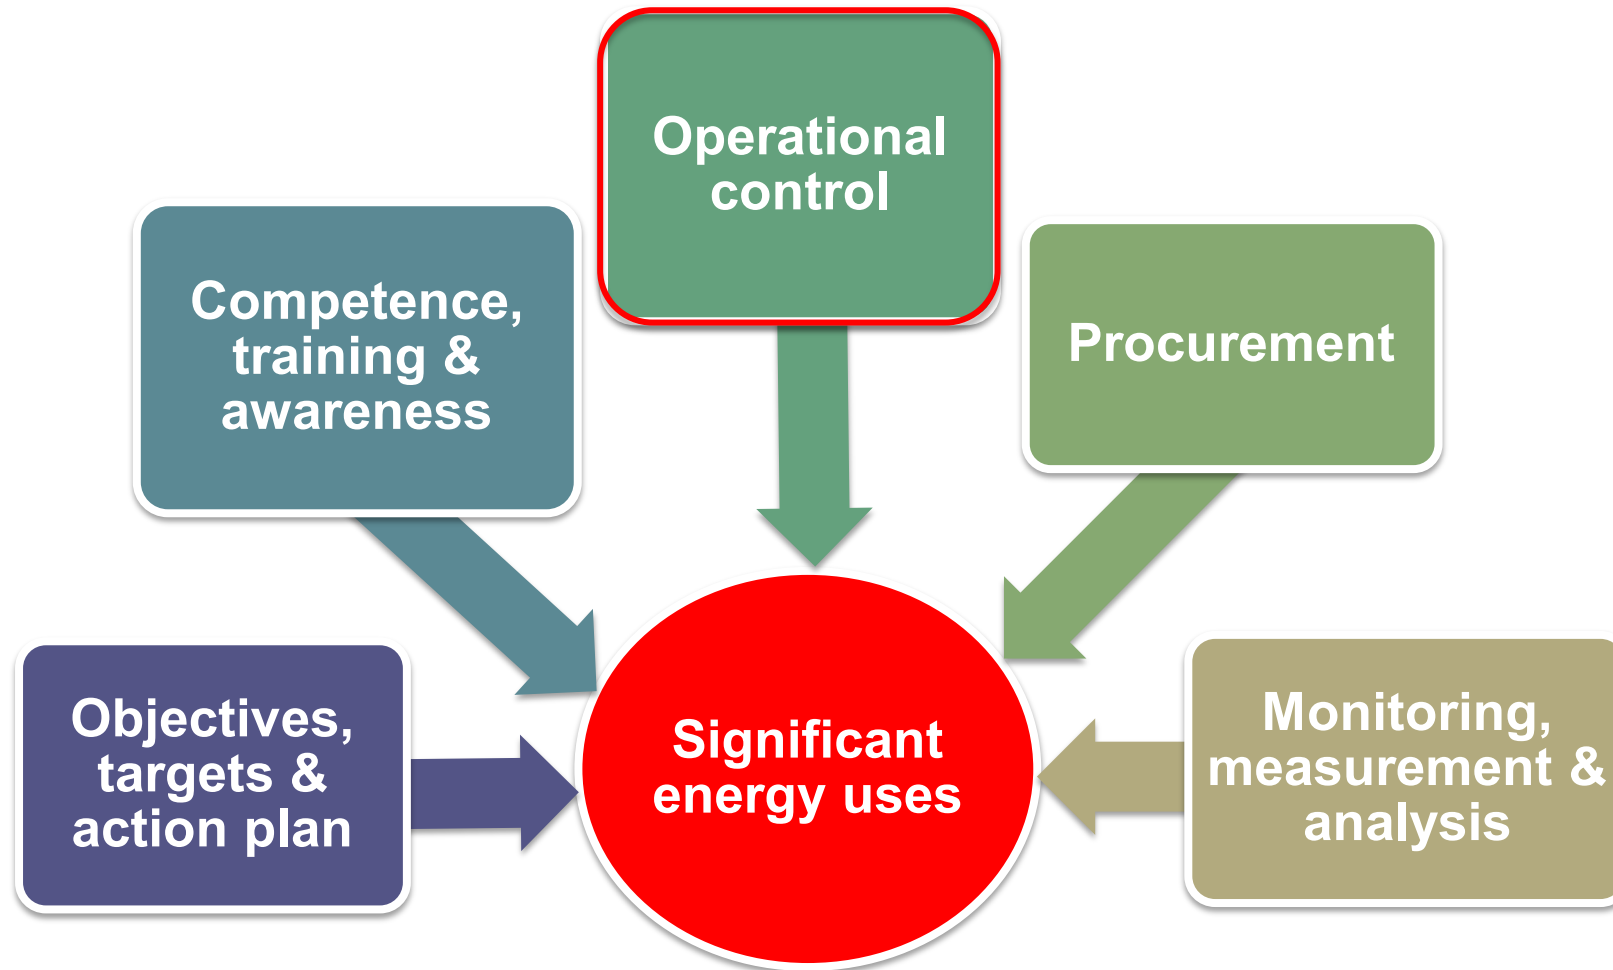 Operational
control
Competence,
training &
awareness
Procurement
Objectives,
targets &
action plan
Significant
energy uses
Monitoring,
measurement &
analysis